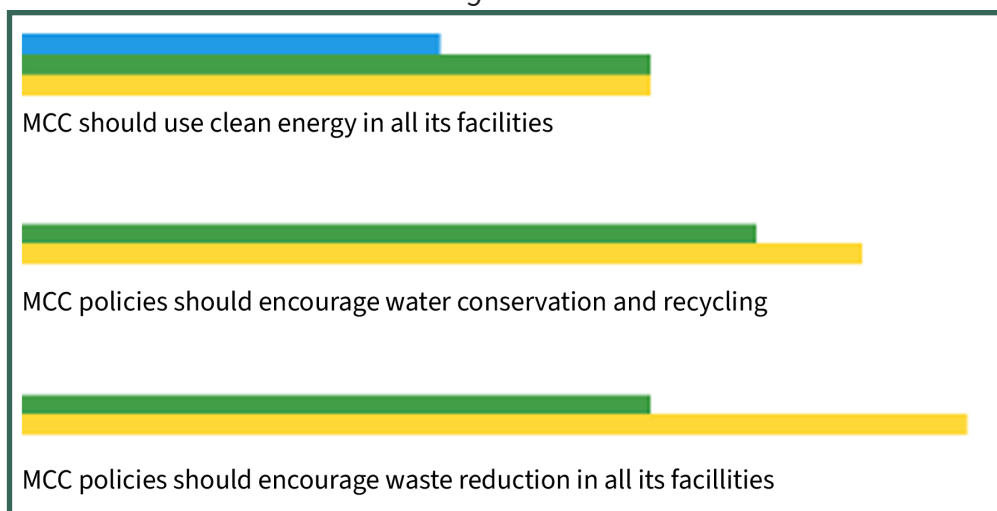 MCC should use clean energy in all its facilities
MCC policies should encourage water conservation and recycling
MCC policies should encourage waste reduction in all its facillities